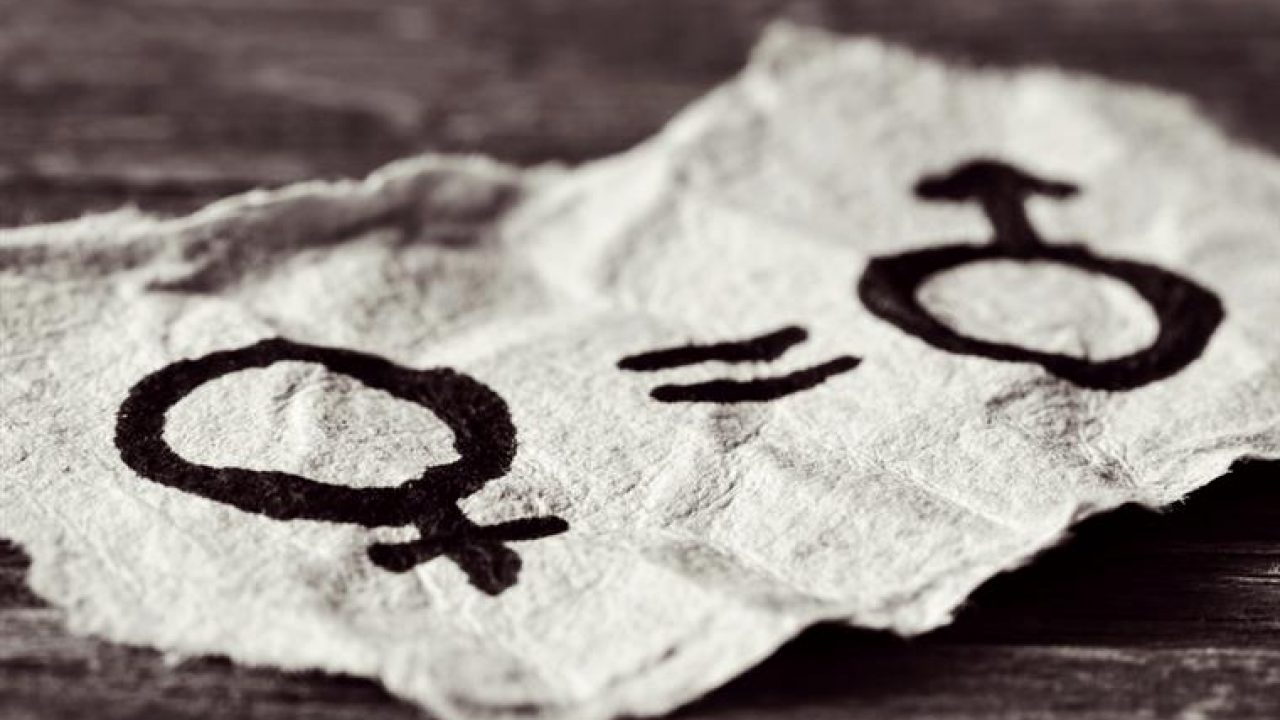 ♀ = ♂